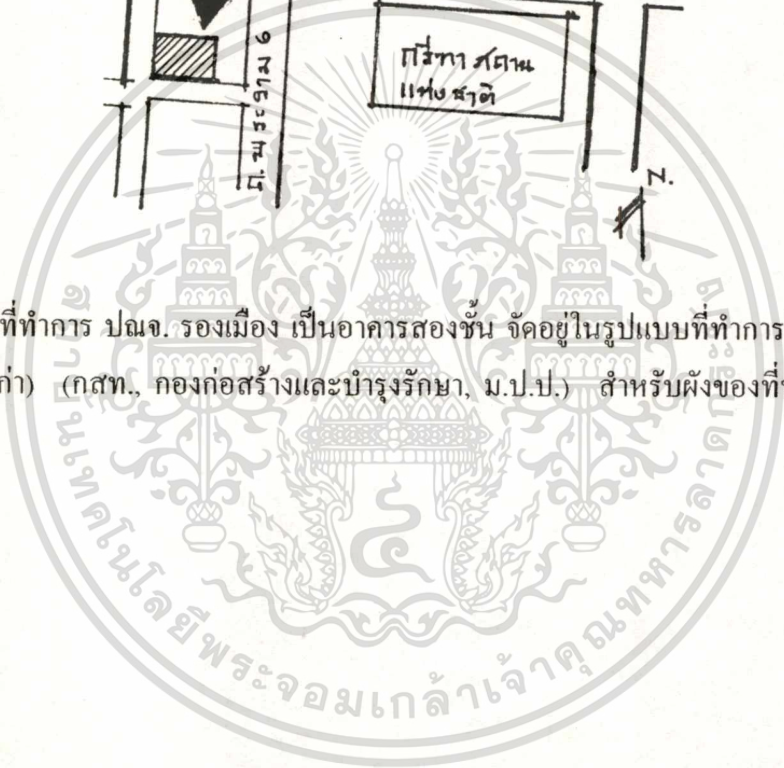 กรีฑาสถาน
แห่งชาติ
ถ.พระราม 6
N.
ที่ทำการ ปณจ. รองเมือง เป็นอาคารสองชั้น จัดอยู่ในรูปแบบที่ทำการ
ก่า) (กสท., กองก่อสร้างและบำรุงรักษา, ม.ป.ป.) สำหรับผังของที่
สถาบันเทคโนโลยีพระจอมเกล้าเจ้าคุณทหารลาดกระบัง